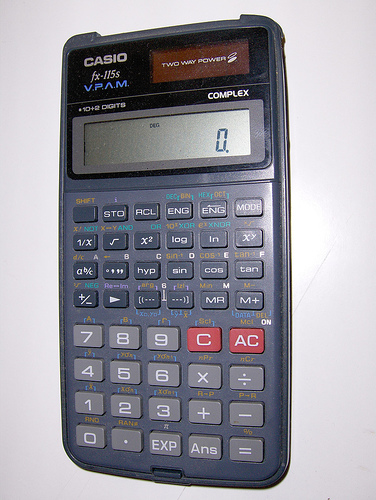 CASIO
fx-115s
V.P.A.M.
TWO WAY POWER
10+2 DIGITS
COMPLEX
DEG
0.
SHIFT
STO RCL ENG ENG MODE
1/x √ x² log ln xʸ
a b/c °'" hyp sin cos tan
+/- ► [(--- ---)] MR M+
ON
7 8 9 C AC
4 5 6 × ÷
R-P P-R
1 2 3 + −
RND RAN# π %
0 · EXP Ans =